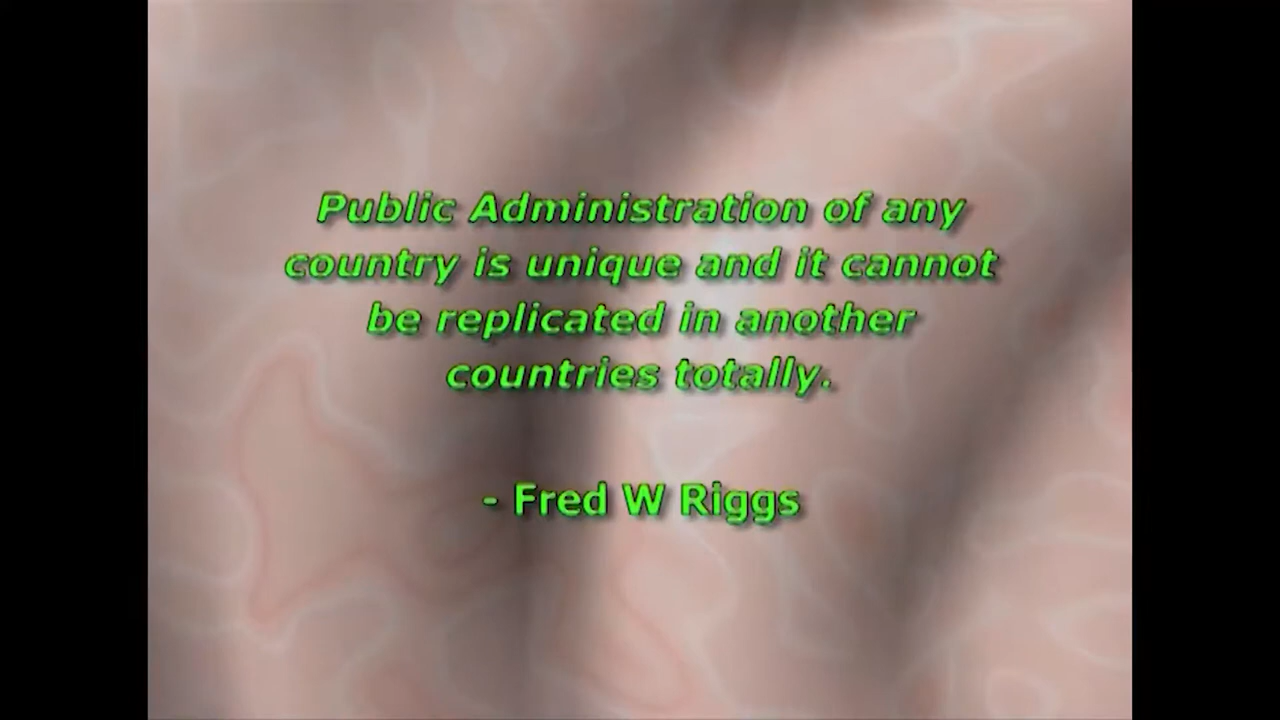 Public Administration of any
country is unique and it cannot
be replicated in another
countries totally.
- Fred W Riggs